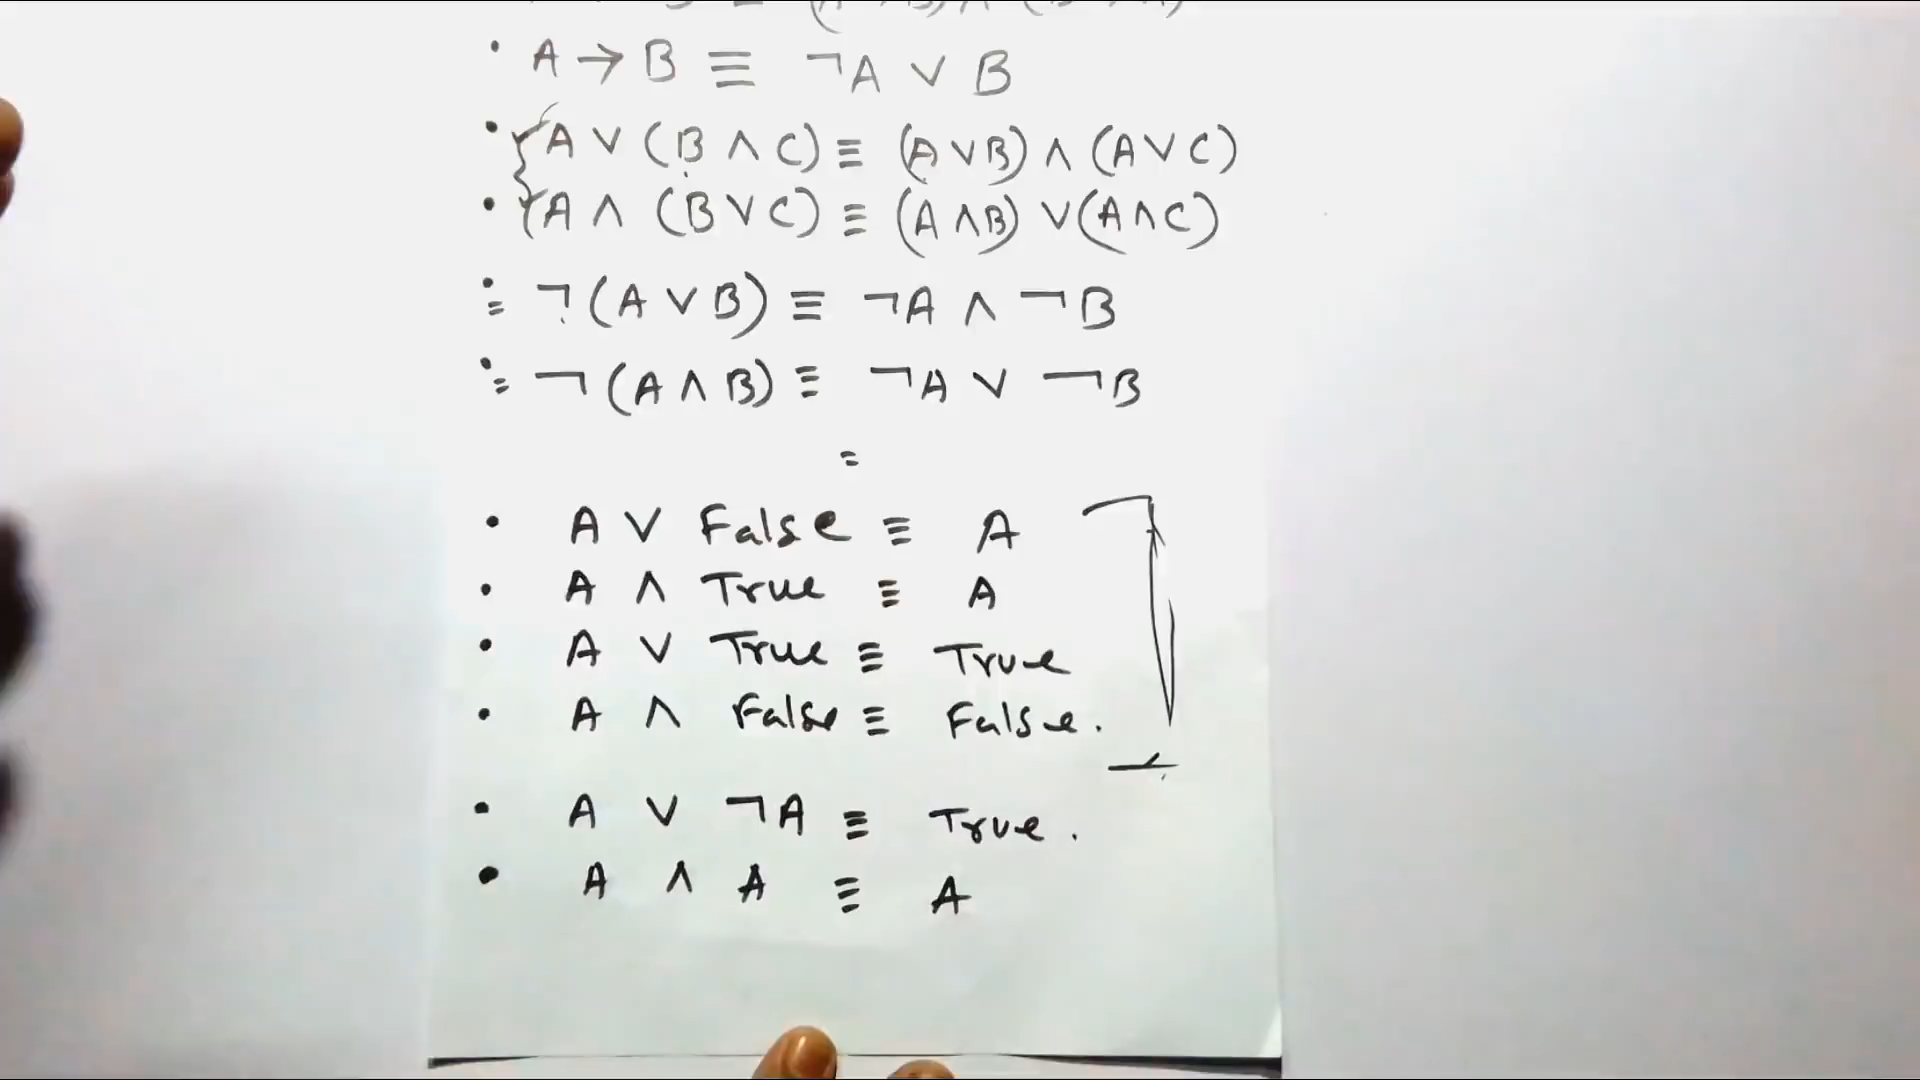 • A → B ≡ ¬A ∨ B
• A ∨ (B ∧ C) ≡ (A ∨ B) ∧ (A ∨ C)
• A ∧ (B ∨ C) ≡ (A ∧ B) ∨ (A ∧ C)
• ¬(A ∨ B) ≡ ¬A ∧ ¬B
• ¬(A ∧ B) ≡ ¬A ∨ ¬B
=
• A ∨ False ≡ A
• A ∧ True ≡ A
• A ∨ True ≡ True
• A ∧ False ≡ False.
• A ∨ ¬A ≡ True.
• A ∧ A ≡ A